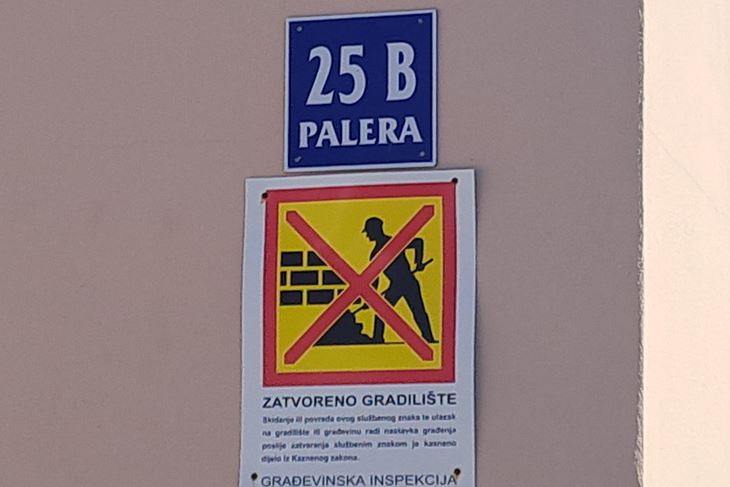 25 B
PALERA
ZATVORENO GRADILIŠTE
Skidanje ili povreda ovog službenog znaka te ulazak
na gradilište ili građevinu radi nastavka građenja
poslije zatvaranja službenim znakom je kazneno
djelo iz Kaznenog zakona.
GRAĐEVINSKA INSPEKCIJA